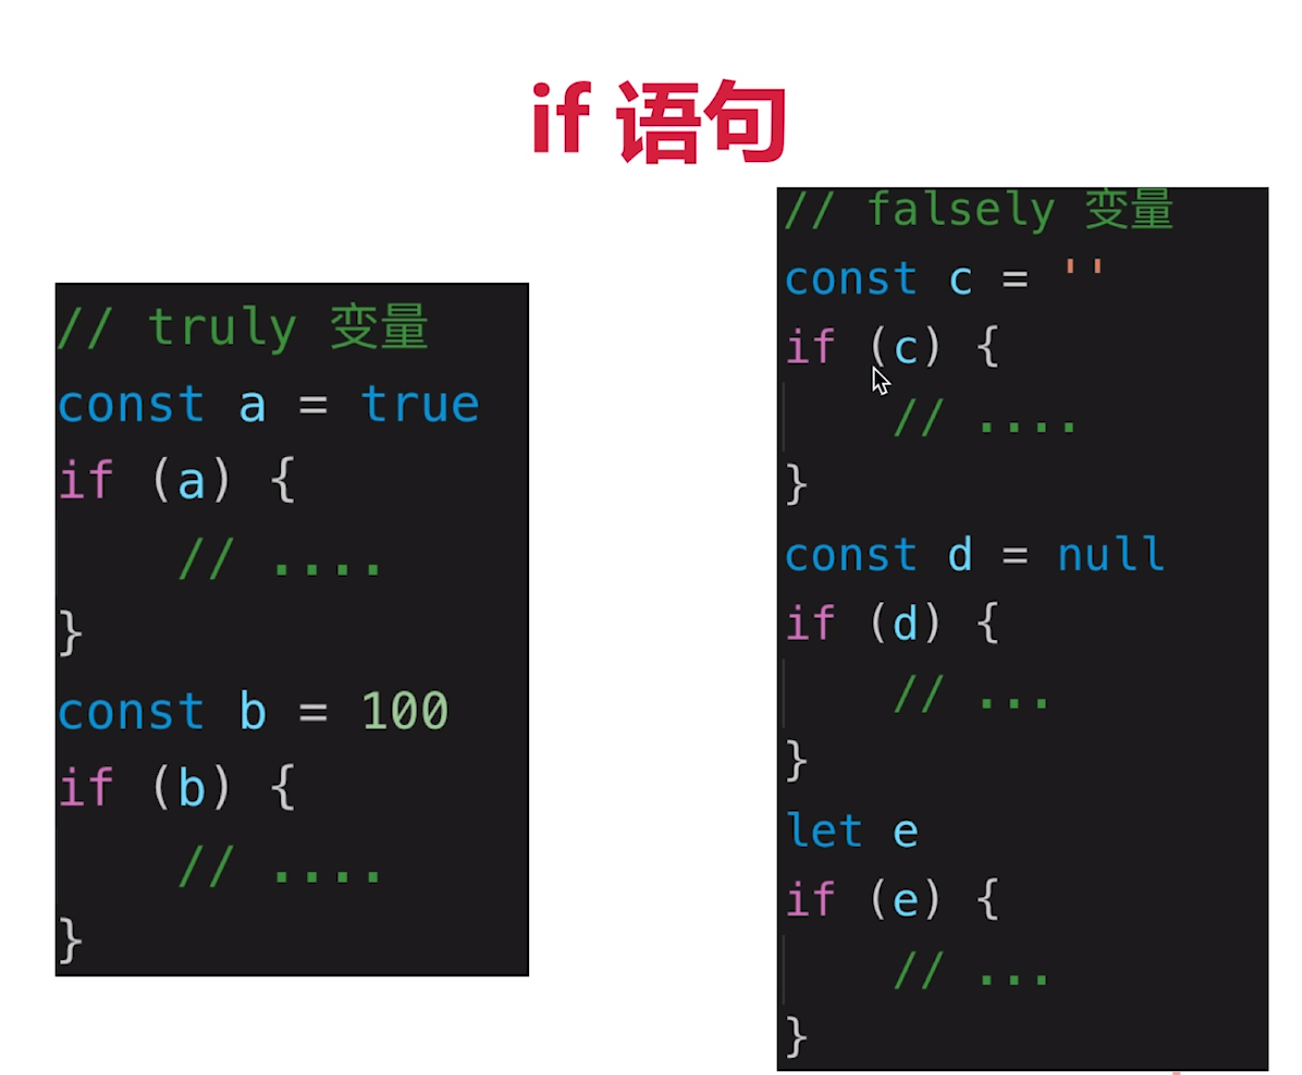 if 语句
// truly 变量
const a = true
if (a) {
    // ....
}
const b = 100
if (b) {
    // ....
}
// falsely 变量
const c = ''
if (c) {
    // ....
}
const d = null
if (d) {
    // ...
}
let e
if (e) {
    // ...
}